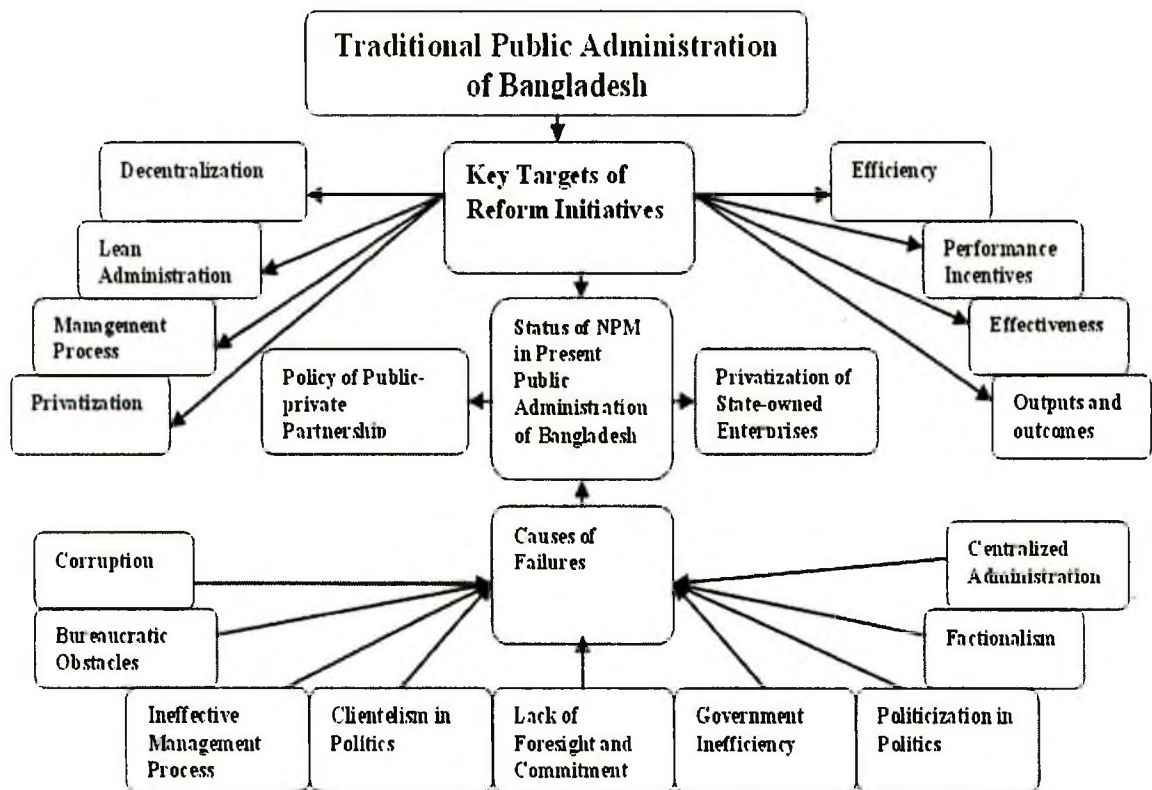 Traditional Public Administration
of Bangladesh
Decentralization
Key Targets of
Reform Initiatives
Efficiency
Lean
Administration
Performance
Incentives
Management
Process
Status of NPM
in Present
Public
Administration
of Bangladesh
Effectiveness
Privatization
Policy of Public-
private
Partnership
Privatization of
State-owned
Enterprises
Outputs and
outcomes
Corruption
Causes of
Failures
Centralized
Administration
Bureaucratic
Obstacles
Factionalism
Ineffective
Management
Process
Clientelism in
Politics
Lack of
Foresight and
Commitment
Government
Inefficiency
Politicization in
Politics